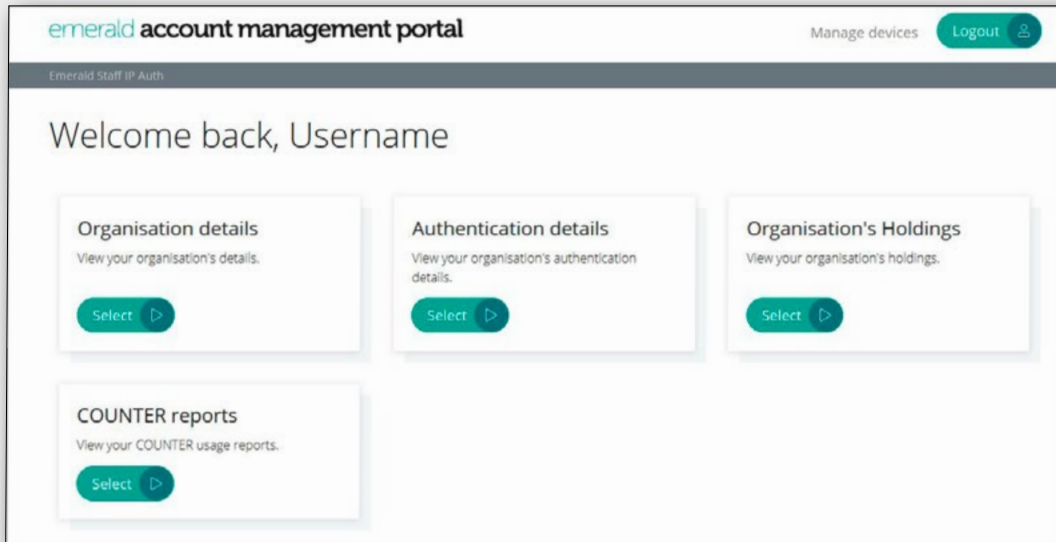 emerald account management portal
Manage devices
Logout
Emerald Staff IP Auth
Welcome back, Username
Organisation details
View your organisation's details.
Select
Authentication details
View your organisation's authentication
details.
Select
Organisation's Holdings
View your organisation's holdings.
Select
COUNTER reports
View your COUNTER usage reports.
Select